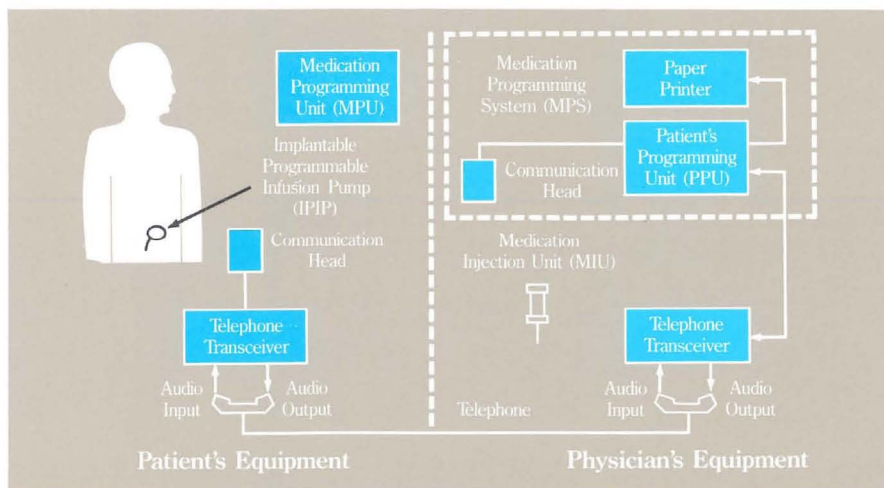 Medication
Programming
Unit (MPU)
Implantable
Programmable
Infusion Pump
(IPIP)
Communication
Head
Telephone
Transceiver
Audio
Input
Audio
Output
Patient's Equipment
Medication
Programming
System (MPS)
Paper
Printer
Patient's
Programming
Unit (PPU)
Communication
Head
Medication
Injection Unit (MIU)
Telephone
Transceiver
Audio
Input
Audio
Output
Telephone
Physician's Equipment